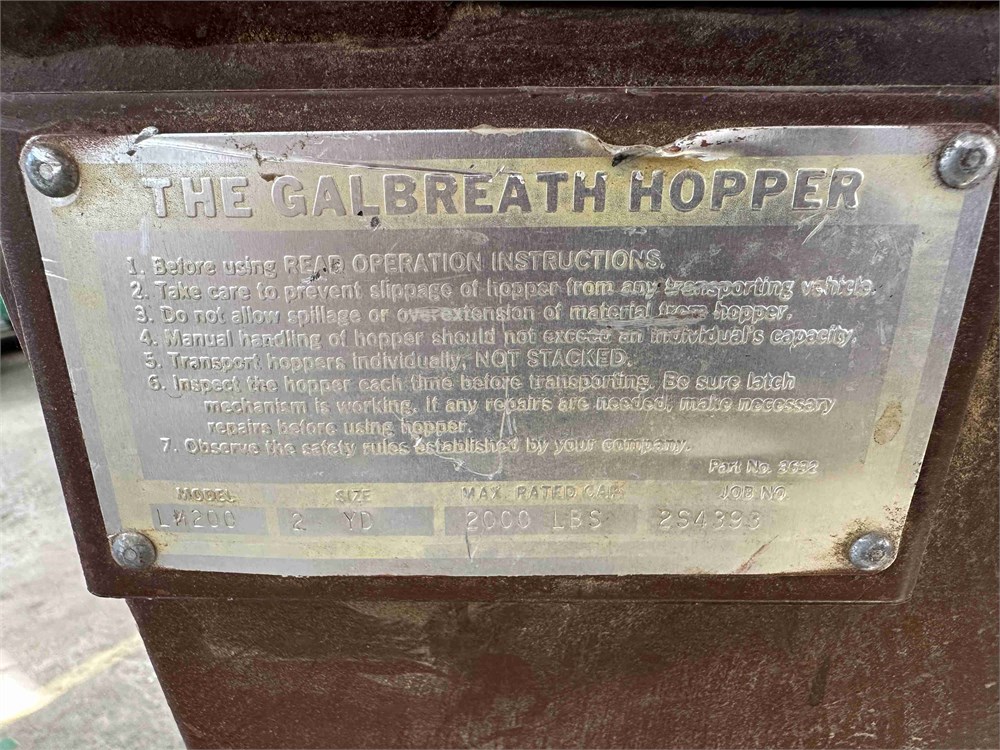 THE GALBREATH HOPPER
1. Before using READ OPERATION INSTRUCTIONS.
2. Take care to prevent slippage of hopper from any transporting vehicle.
3. Do not allow spillage or overextension of material from hopper.
4. Manual handling of hopper should not exceed an individual's capacity.
5. Transport hoppers individually, NOT STACKED.
6. Inspect the hopper each time before transporting. Be sure latch
mechanism is working. If any repairs are needed, make necessary
repairs before using hopper.
7. Observe the safety rules established by your company.
Part No. 3632
MODEL SIZE MAX. RATED CAP. JOB NO.
LM200 2 YD 2000 LBS 2S4393